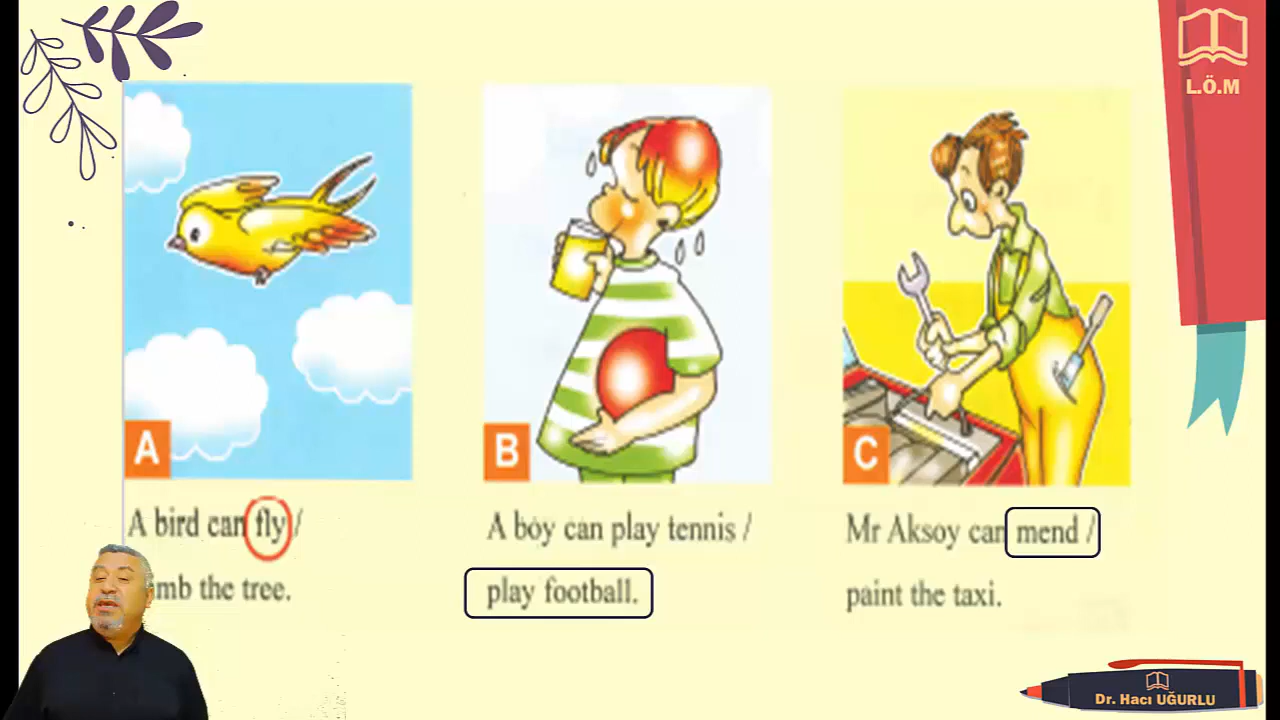 L.Ö.M
A
B
C
A bird can fly /
mb the tree.
A boy can play tennis /
play football.
Mr Aksoy can mend /
paint the taxi.
Dr. Hacı UĞURLU